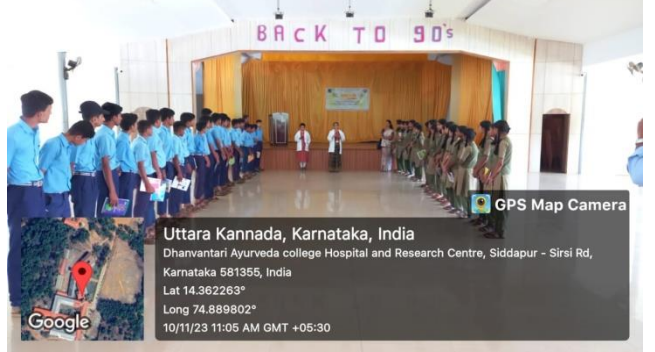 BACK TO 90's
GPS Map Camera
Uttara Kannada, Karnataka, India
Dhanvantari Ayurveda college Hospital and Research Centre, Siddapur - Sirsi Rd,
Karnataka 581355, India
Lat 14.362263°
Long 74.889802°
10/11/23 11:05 AM GMT +05:30
Google